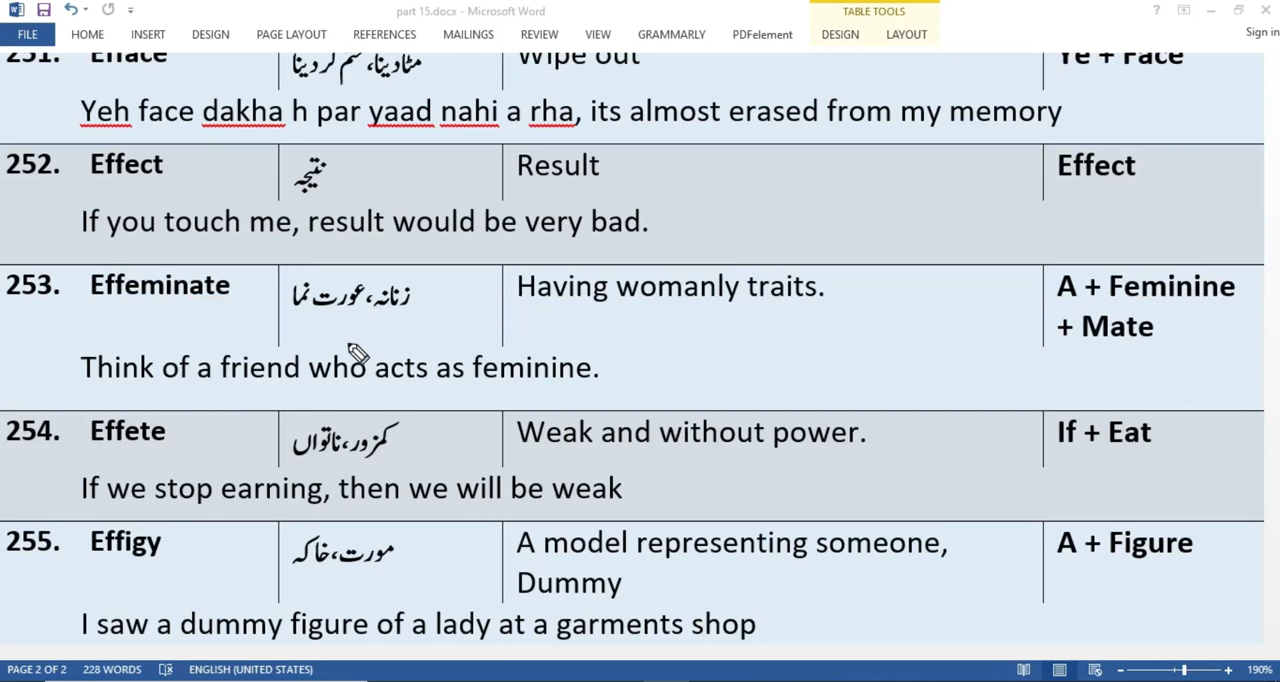 part 15.docx - Microsoft Word
TABLE TOOLS
?
FILE HOME INSERT DESIGN PAGE LAYOUT REFERENCES MAILINGS REVIEW VIEW GRAMMARLY PDFelement DESIGN LAYOUT Sign in
251. Efface مٹا دینا، ختم کر دینا Wipe out Ye + Face
Yeh face dakha h par yaad nahi a rha, its almost erased from my memory
252. Effect نتیجہ Result Effect
If you touch me, result would be very bad.
253. Effeminate زنانہ، عورت نما Having womanly traits. A + Feminine
+ Mate
Think of a friend who acts as feminine.
254. Effete کمزور، ناتواں Weak and without power. If + Eat
If we stop earning, then we will be weak
255. Effigy مورت، خاکہ A model representing someone, A + Figure
Dummy
I saw a dummy figure of a lady at a garments shop
PAGE 2 OF 2 228 WORDS ENGLISH (UNITED STATES) 190%